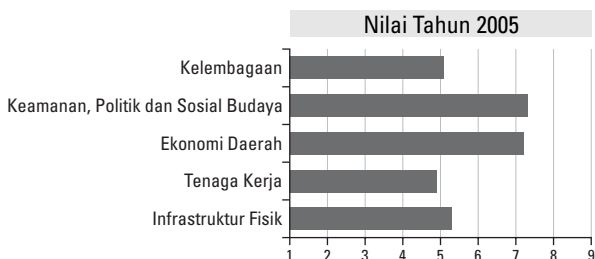 Nilai Tahun 2005
Kelembagaan
Keamanan, Politik dan Sosial Budaya
Ekonomi Daerah
Tenaga Kerja
Infrastruktur Fisik
1 2 3 4 5 6 7 8 9